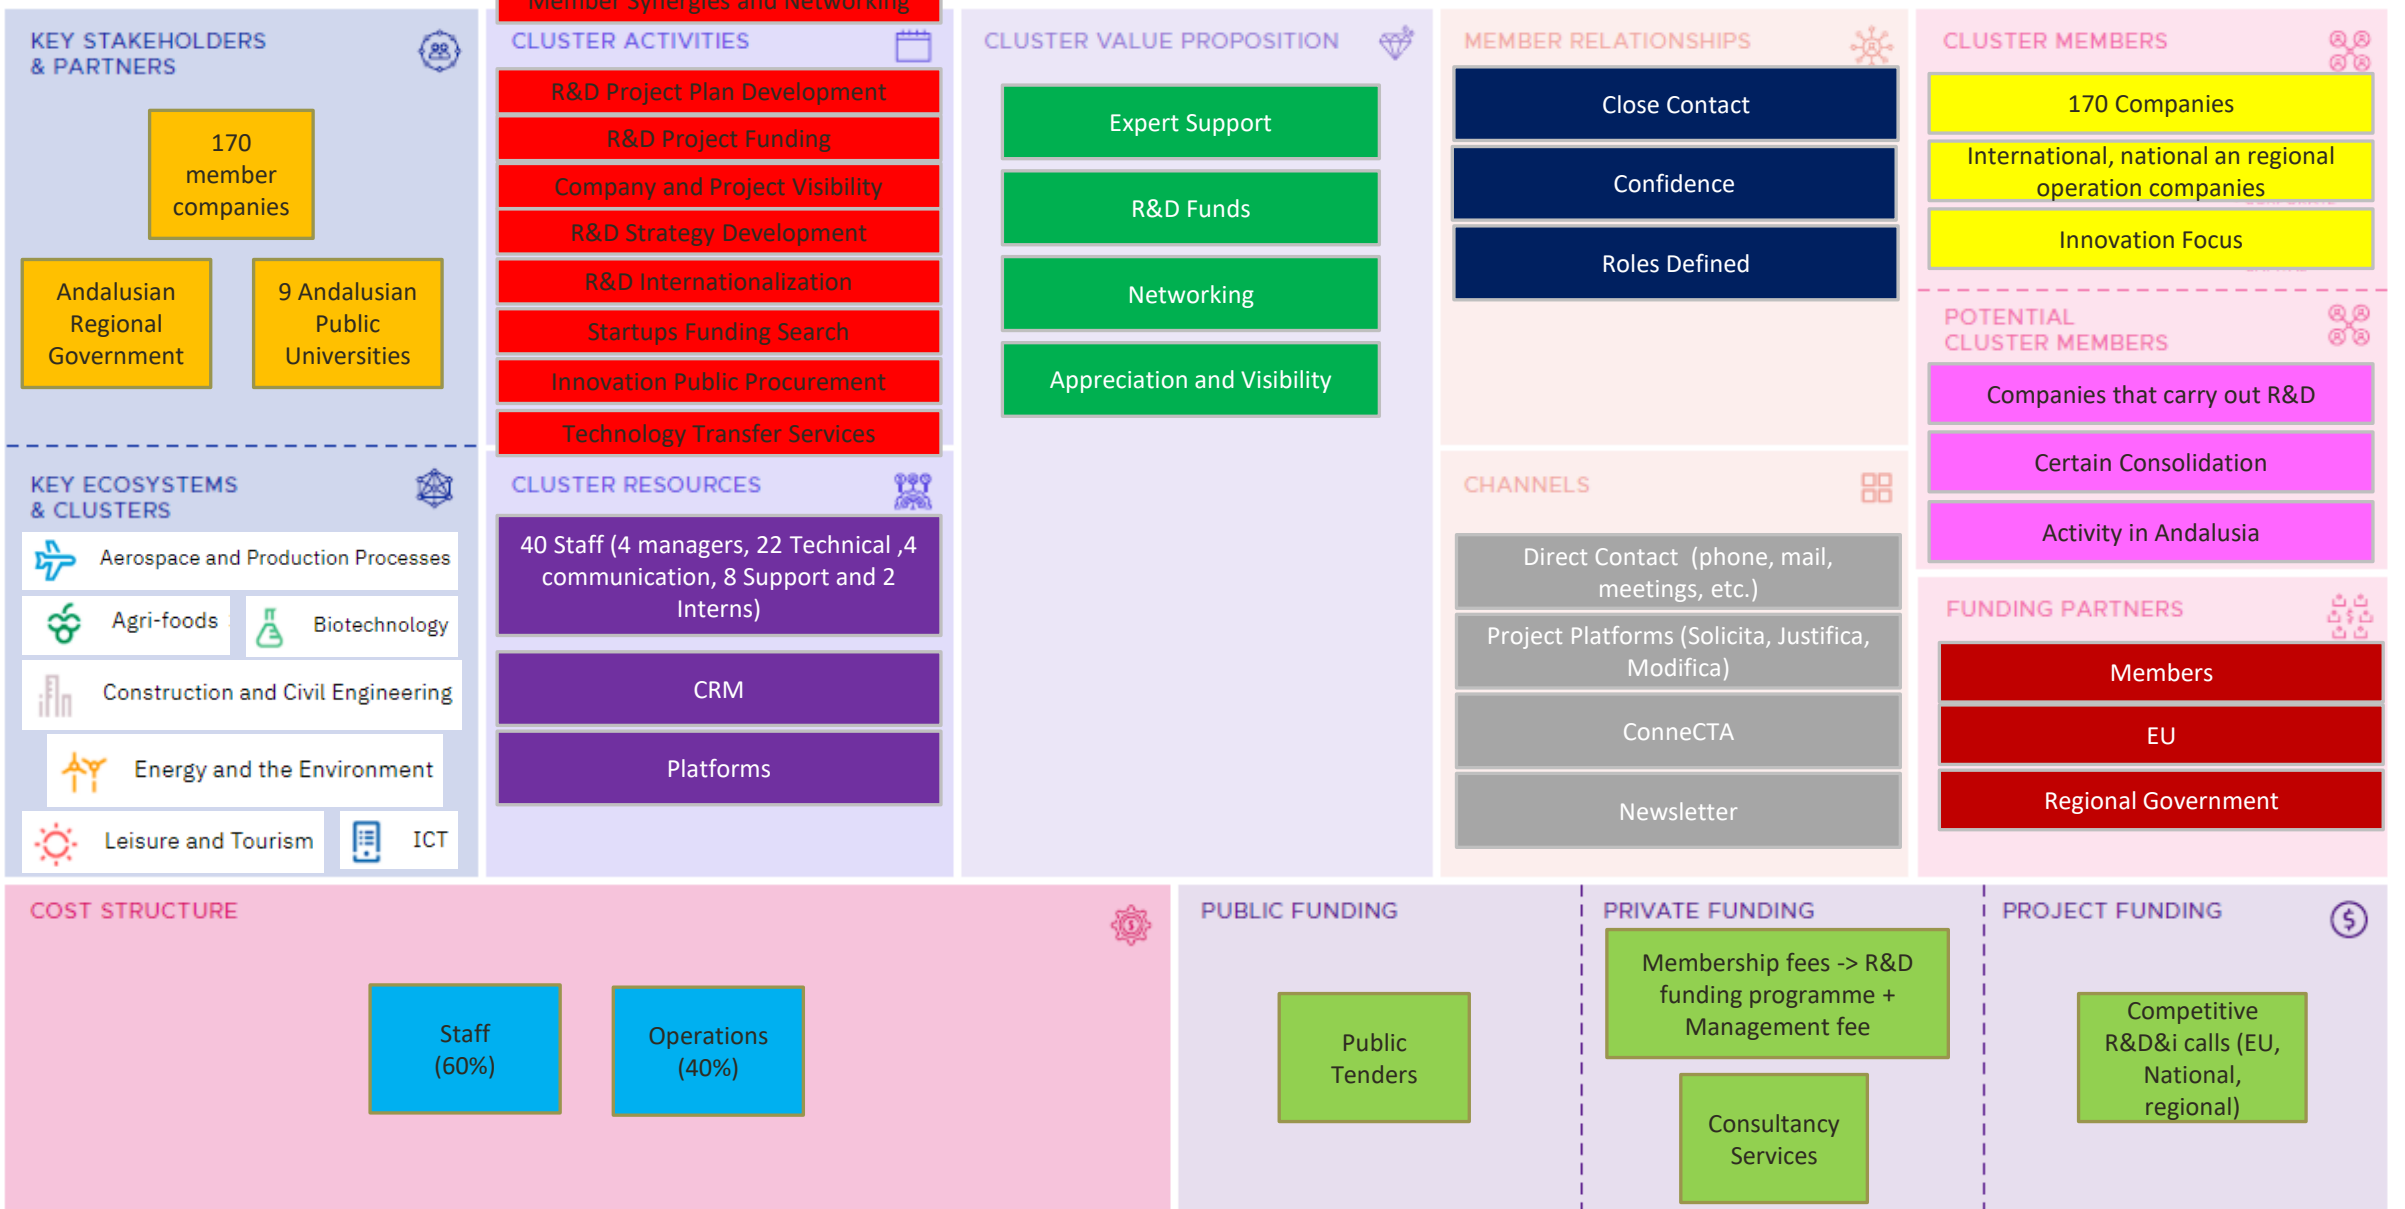 Member Synergies and Networking
KEY STAKEHOLDERS
& PARTNERS
170
member
companies
Andalusian
Regional
Government
9 Andalusian
Public
Universities
KEY ECOSYSTEMS
& CLUSTERS
Aerospace and Production Processes
Agri-foods
Biotechnology
Construction and Civil Engineering
Energy and the Environment
Leisure and Tourism
ICT
CLUSTER ACTIVITIES
R&D Project Plan Development
R&D Project Funding
Company and Project Visibility
R&D Strategy Development
R&D Internationalization
Startups Funding Search
Innovation Public Procurement
Technology Transfer Services
CLUSTER RESOURCES
40 Staff (4 managers, 22 Technical ,4
communication, 8 Support and 2
Interns)
CRM
Platforms
CLUSTER VALUE PROPOSITION
Expert Support
R&D Funds
Networking
Appreciation and Visibility
MEMBER RELATIONSHIPS
Close Contact
Confidence
Roles Defined
CHANNELS
Direct Contact (phone, mail,
meetings, etc.)
Project Platforms (Solicita, Justifica,
Modifica)
ConneCTA
Newsletter
CLUSTER MEMBERS
170 Companies
International, national an regional
operation companies
Innovation Focus
POTENTIAL
CLUSTER MEMBERS
Companies that carry out R&D
Certain Consolidation
Activity in Andalusia
FUNDING PARTNERS
Members
EU
Regional Government
COST STRUCTURE
Staff
(60%)
Operations
(40%)
PUBLIC FUNDING
Public
Tenders
PRIVATE FUNDING
Membership fees -> R&D
funding programme +
Management fee
Consultancy
Services
PROJECT FUNDING
Competitive
R&D&i calls (EU,
National,
regional)